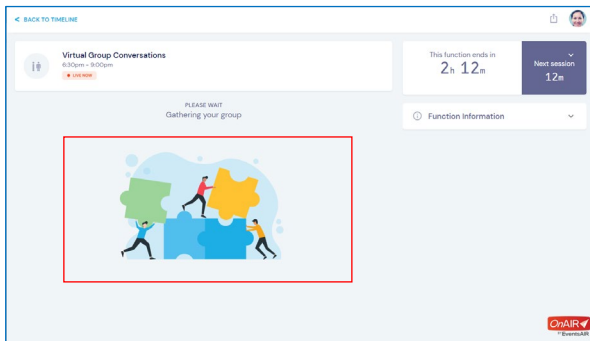 < BACK TO TIMELINE
Virtual Group Conversations
6:30pm - 9:00pm
LIVE NOW
This function ends in
2h 12m
Next session
12m
PLEASE WAIT
Gathering your group
Function Information
OnAIR
BY EventsAIR